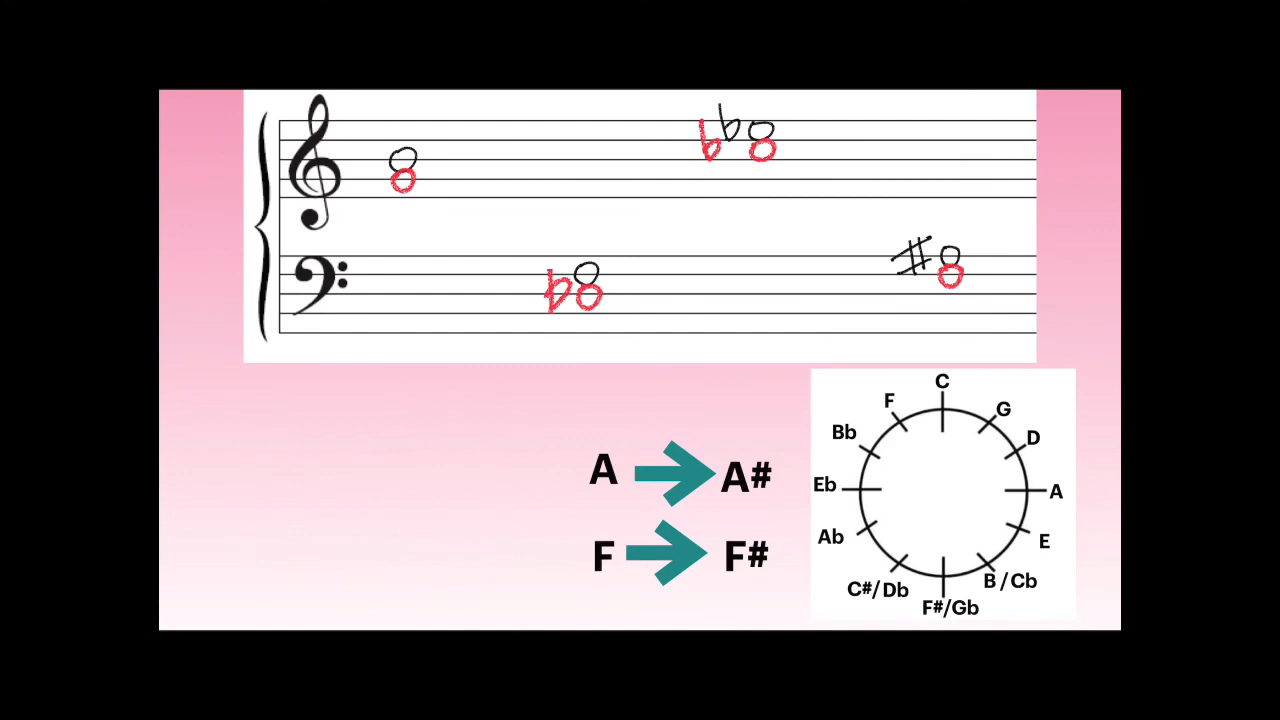 A A#
F F#
C
F G
Bb D
Eb A
Ab E
C#/Db B/Cb
F#/Gb